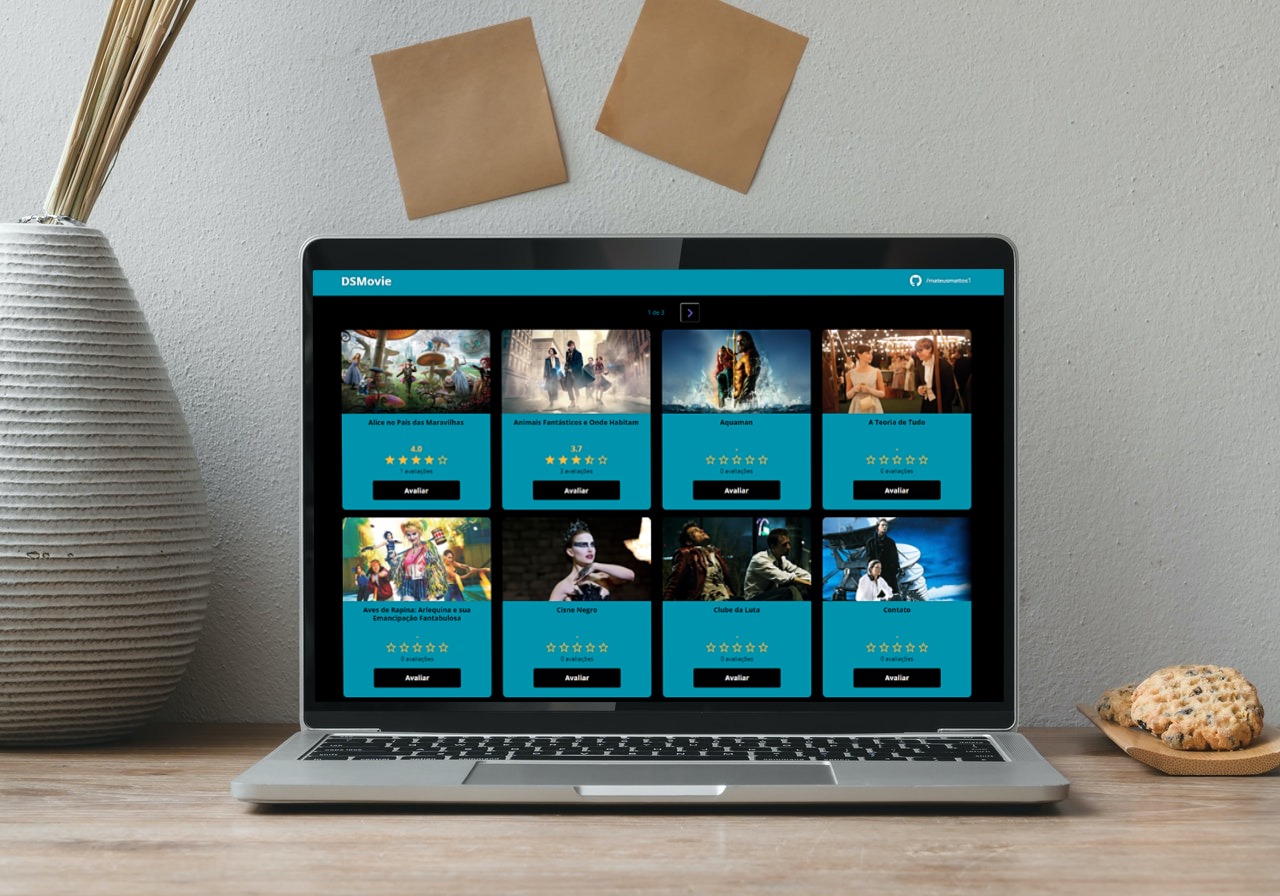 DSMovie
/mateusmattos1
1 de 3
Alice no País das Maravilhas
4.0
1 avaliações
Avaliar
Animais Fantásticos e Onde Habitam
3.7
3 avaliações
Avaliar
Aquaman
-
0 avaliações
Avaliar
A Teoria de Tudo
-
0 avaliações
Avaliar
Aves de Rapina: Arlequina e sua
Emancipação Fantabulosa
-
0 avaliações
Avaliar
Cisne Negro
-
0 avaliações
Avaliar
Clube da Luta
-
0 avaliações
Avaliar
Contato
-
0 avaliações
Avaliar